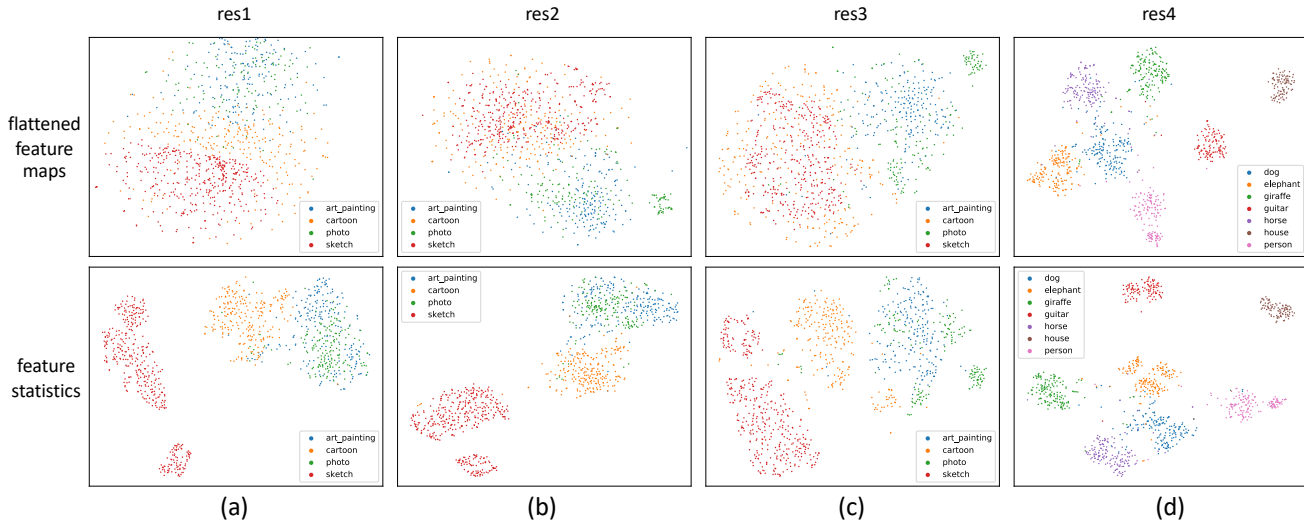 res1
res2
res3
res4
flattened
feature
maps
art_painting
cartoon
photo
sketch
art_painting
cartoon
photo
sketch
art_painting
cartoon
photo
sketch
dog
elephant
giraffe
guitar
horse
house
person
feature
statistics
art_painting
cartoon
photo
sketch
art_painting
cartoon
photo
sketch
art_painting
cartoon
photo
sketch
dog
elephant
giraffe
guitar
horse
house
person
(a)
(b)
(c)
(d)